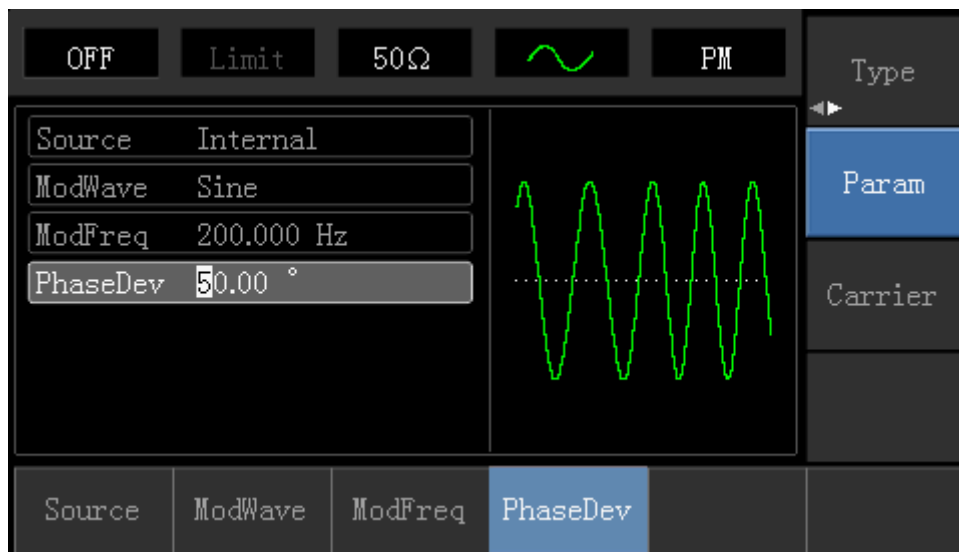 OFF Limit 50Ω PM
Type
Source Internal
ModWave Sine
ModFreq 200.000 Hz
PhaseDev 50.00 °
Param
Carrier
Source ModWave ModFreq PhaseDev